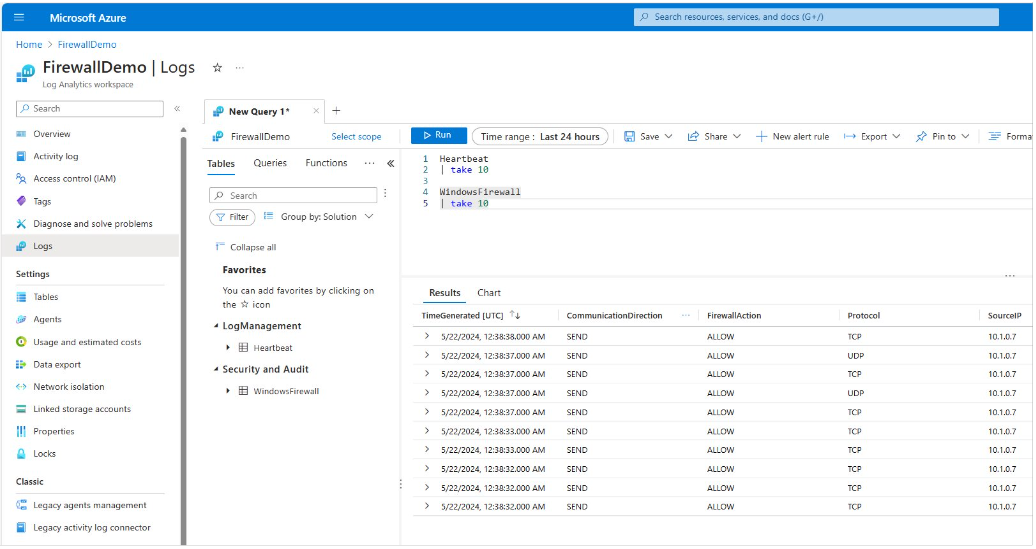 Microsoft Azure
Search resources, services, and docs (G+/)
Home > FirewallDemo
FirewallDemo | Logs
Log Analytics workspace
Search
Overview
Activity log
Access control (IAM)
Tags
Diagnose and solve problems
Logs
Settings
Tables
Agents
Usage and estimated costs
Data export
Network isolation
Linked storage accounts
Properties
Locks
Classic
Legacy agents management
Legacy activity log connector
New Query 1*
FirewallDemo Select scope
Run Time range : Last 24 hours Save Share New alert rule Export Pin to Forma
Tables Queries Functions
Search
Filter Group by: Solution
Collapse all
Favorites
You can add favorites by clicking on
the ☆ icon
LogManagement
Heartbeat
Security and Audit
WindowsFirewall
1 Heartbeat
2 | take 10
3
4 WindowsFirewall
5 | take 10
Results Chart
TimeGenerated [UTC] CommunicationDirection FirewallAction Protocol SourceIP
5/22/2024, 12:38:38.000 AM SEND ALLOW TCP 10.1.0.7
5/22/2024, 12:38:37.000 AM SEND ALLOW UDP 10.1.0.7
5/22/2024, 12:38:37.000 AM SEND ALLOW TCP 10.1.0.7
5/22/2024, 12:38:37.000 AM SEND ALLOW UDP 10.1.0.7
5/22/2024, 12:38:37.000 AM SEND ALLOW TCP 10.1.0.7
5/22/2024, 12:38:33.000 AM SEND ALLOW TCP 10.1.0.7
5/22/2024, 12:38:33.000 AM SEND ALLOW TCP 10.1.0.7
5/22/2024, 12:38:32.000 AM SEND ALLOW TCP 10.1.0.7
5/22/2024, 12:38:32.000 AM SEND ALLOW TCP 10.1.0.7
5/22/2024, 12:38:32.000 AM SEND ALLOW TCP 10.1.0.7